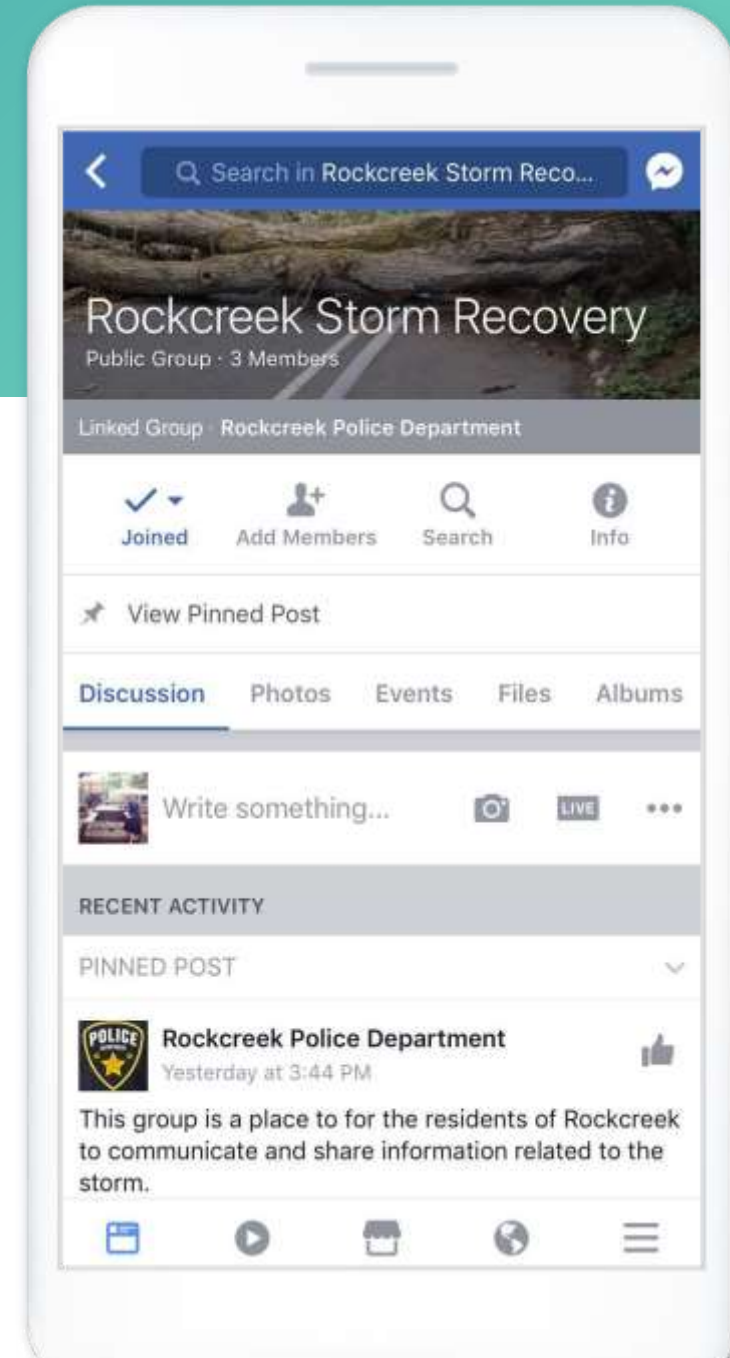 Search in Rockcreek Storm Reco...
Rockcreek Storm Recovery
Public Group · 3 Members
Linked Group · Rockcreek Police Department
Joined
Add Members
Search
Info
View Pinned Post
Discussion
Photos
Events
Files
Albums
Write something...
LIVE
RECENT ACTIVITY
PINNED POST
POLICE
Rockcreek Police Department
Yesterday at 3:44 PM
This group is a place to for the residents of Rockcreek
to communicate and share information related to the
storm.